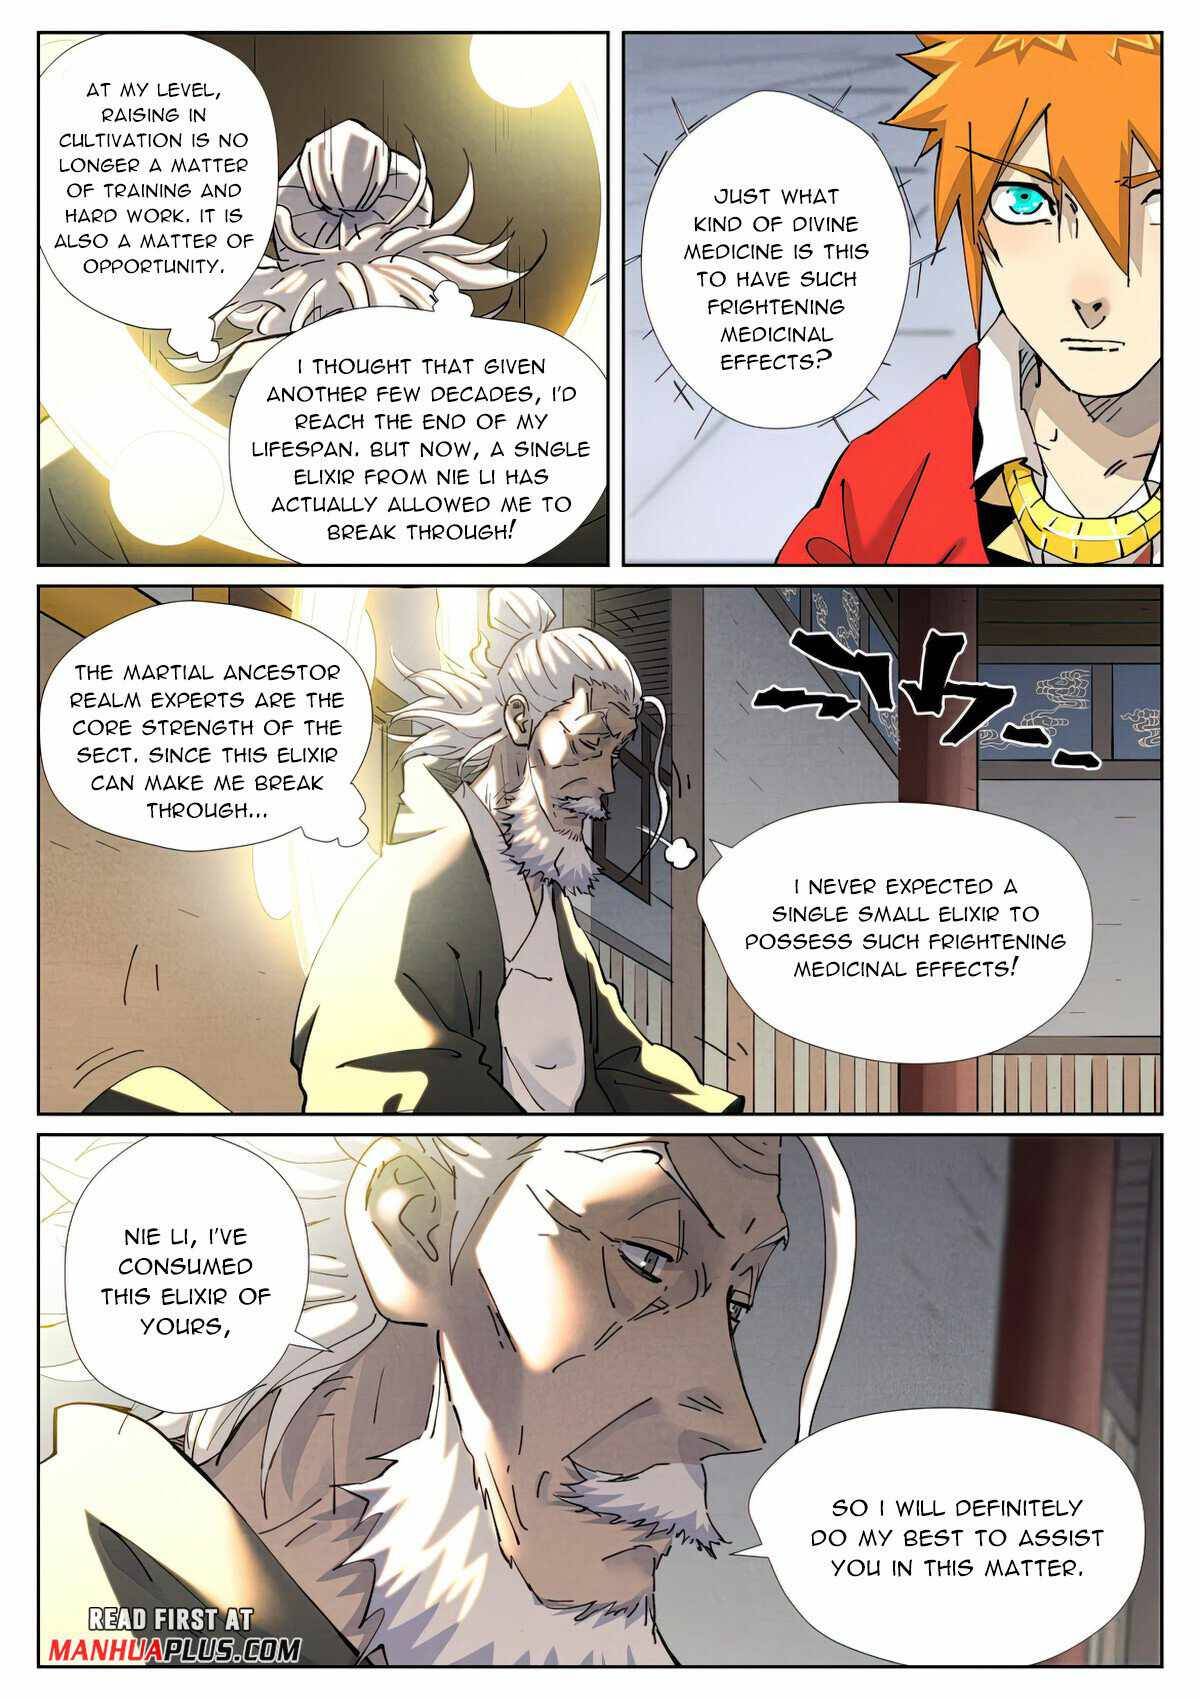 AT MY LEVEL,
RAISING IN
CULTIVATION IS NO
LONGER A MATTER
OF TRAINING AND
HARD WORK. IT IS
ALSO A MATTER OF
OPPORTUNITY.
I THOUGHT THAT GIVEN
ANOTHER FEW DECADES, I'D
REACH THE END OF MY
LIFESPAN. BUT NOW, A SINGLE
ELIXIR FROM NIE LI HAS
ACTUALLY ALLOWED ME TO
BREAK THROUGH!
JUST WHAT
KIND OF DIVINE
MEDICINE IS THIS
TO HAVE SUCH
FRIGHTENING
MEDICINAL
EFFECTS?
THE MARTIAL ANCESTOR
REALM EXPERTS ARE THE
CORE STRENGTH OF THE
SECT. SINCE THIS ELIXIR
CAN MAKE ME BREAK
THROUGH...
I NEVER EXPECTED A
SINGLE SMALL ELIXIR TO
POSSESS SUCH FRIGHTENING
MEDICINAL EFFECTS!
NIE LI, I'VE
CONSUMED
THIS ELIXIR OF
YOURS,
SO I WILL DEFINITELY
DO MY BEST TO ASSIST
YOU IN THIS MATTER.
READ FIRST AT
MANHUAPLUS.COM